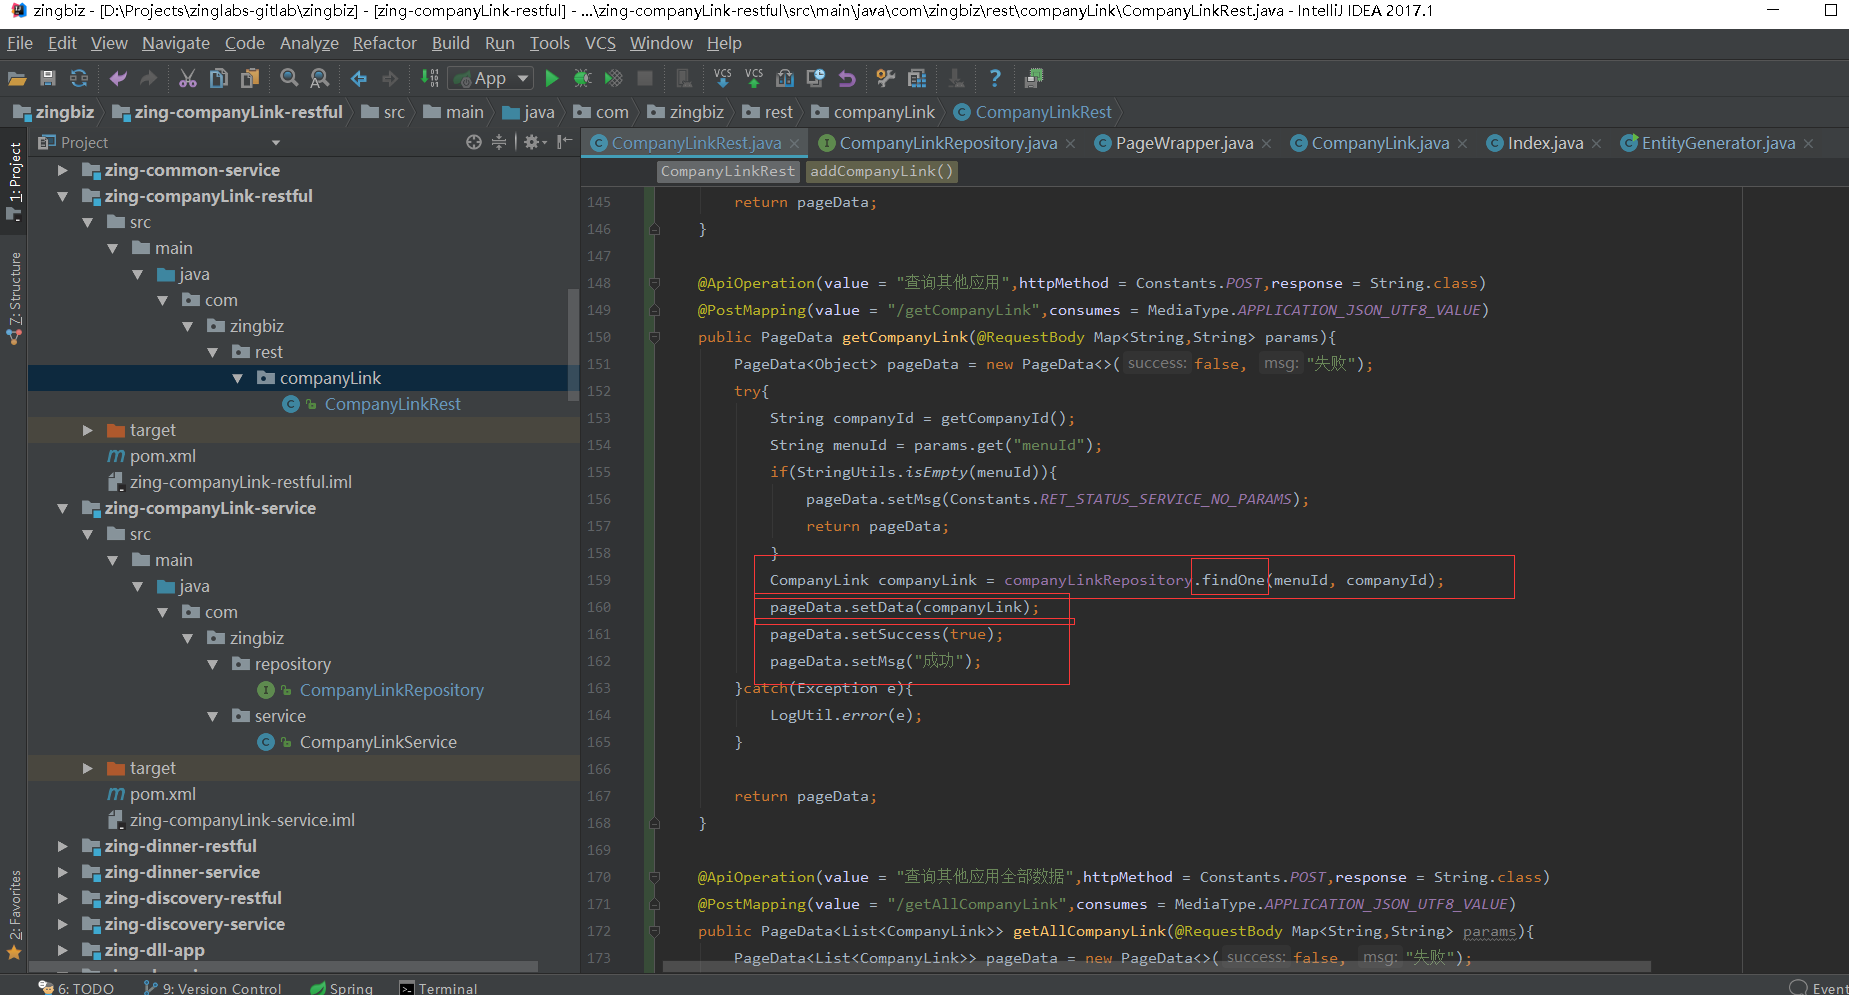 zingbiz - [D:\Projects\zinglabs-gitlab\zingbiz] - [zing-companyLink-restful] - ...\zing-companyLink-restful\src\main\java\com\zingbiz\rest\companyLink\CompanyLinkRest.java - IntelliJ IDEA 2017.1
File Edit View Navigate Code Analyze Refactor Build Run Tools VCS Window Help
App VCS VCS
zingbiz zing-companyLink-restful src main java com zingbiz rest companyLink CompanyLinkRest
Project
CompanyLinkRest.java CompanyLinkRepository.java PageWrapper.java CompanyLink.java Index.java EntityGenerator.java
CompanyLinkRest addCompanyLink()
1: Project
Z: Structure
2: Favorites
zing-common-service
zing-companyLink-restful
src
main
java
com
zingbiz
rest
companyLink
CompanyLinkRest
target
pom.xml
zing-companyLink-restful.iml
zing-companyLink-service
src
main
java
com
zingbiz
repository
CompanyLinkRepository
service
CompanyLinkService
target
pom.xml
zing-companyLink-service.iml
zing-dinner-restful
zing-dinner-service
zing-discovery-restful
zing-discovery-service
zing-dll-app
145 return pageData;
146 }
147
148 @ApiOperation(value = "查询其他应用",httpMethod = Constants.POST,response = String.class)
149 @PostMapping(value = "/getCompanyLink",consumes = MediaType.APPLICATION_JSON_UTF8_VALUE)
150 public PageData getCompanyLink(@RequestBody Map<String,String> params){
151 PageData<Object> pageData = new PageData<>( success: false, msg: "失败");
152 try{
153 String companyId = getCompanyId();
154 String menuId = params.get("menuId");
155 if(StringUtils.isEmpty(menuId)){
156 pageData.setMsg(Constants.RET_STATUS_SERVICE_NO_PARAMS);
157 return pageData;
158 }
159 CompanyLink companyLink = companyLinkRepository.findOne(menuId, companyId);
160 pageData.setData(companyLink);
161 pageData.setSuccess(true);
162 pageData.setMsg("成功");
163 }catch(Exception e){
164 LogUtil.error(e);
165 }
166
167 return pageData;
168 }
169
170 @ApiOperation(value = "查询其他应用全部数据",httpMethod = Constants.POST,response = String.class)
171 @PostMapping(value = "/getAllCompanyLink",consumes = MediaType.APPLICATION_JSON_UTF8_VALUE)
172 public PageData<List<CompanyLink>> getAllCompanyLink(@RequestBody Map<String,String> params){
173 PageData<List<CompanyLink>> pageData = new PageData<>( success: false, msg: "失败");
6: TODO 9: Version Control Spring Terminal Event